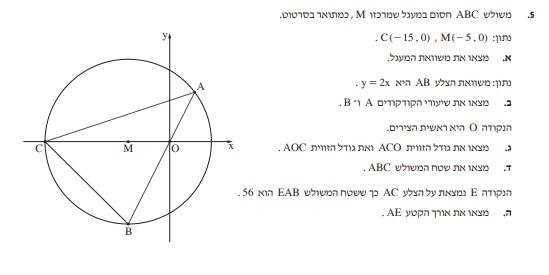 .5 משולש ABC חסום במעגל שמרכזו M, כמתואר בסרטוט.
נתון: C(−15, 0) , M(−5, 0) .
א. מצאו את משוואת המעגל.
נתון: משוואת הצלע AB היא y = 2x .
ב. מצאו את שיעורי הקדקודים A ו־ B .
הנקודה O היא ראשית הצירים.
ג. מצאו את גודל הזווית ACO ואת גודל הזווית AOC .
ד. מצאו את שטח המשולש ABC .
הנקודה E נמצאת על הצלע AC כך ששטח המשולש EAB הוא 56 .
ה. מצאו את אורך הקטע AE .
y
A
C
M
O
x
B